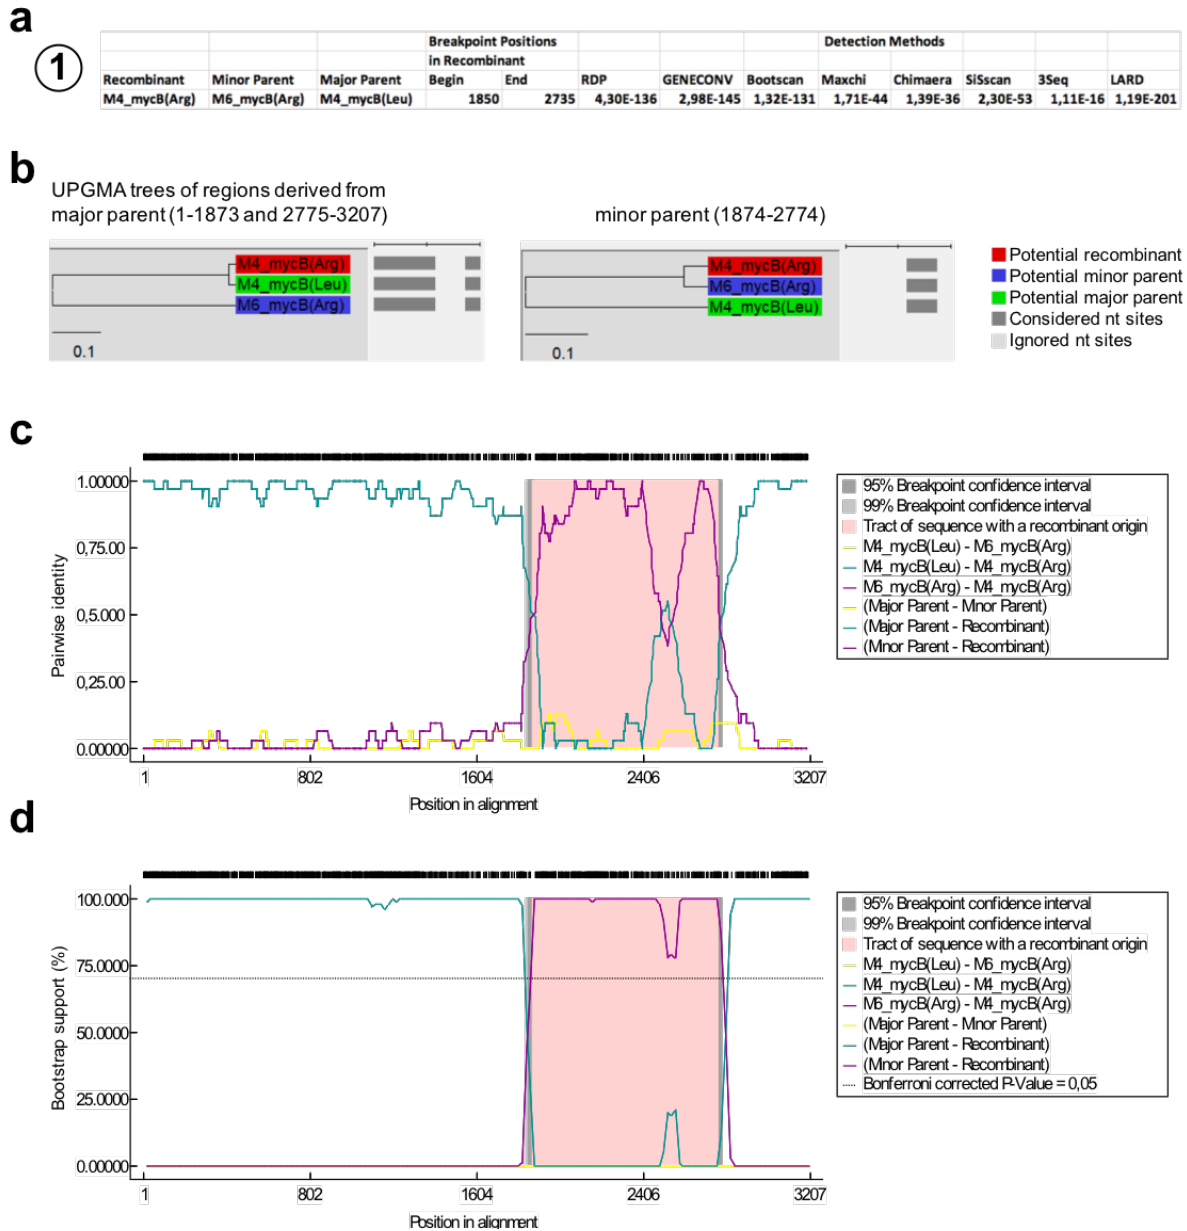 a
1
Breakpoint Positions Detection Methods
in Recombinant
Recombinant Minor Parent Major Parent Begin End RDP GENECONV Bootscan Maxchi Chimaera SiSscan 3Seq LARD
M4_mycB(Arg) M6_mycB(Arg) M4_mycB(Leu) 1850 2735 4,30E-136 2,98E-145 1,32E-131 1,71E-44 1,39E-36 2,30E-53 1,11E-16 1,19E-201
b
UPGMA trees of regions derived from
major parent (1-1873 and 2775-3207)
minor parent (1874-2774)
M4_mycB(Arg)
M4_mycB(Leu)
M6_mycB(Arg)
0.1
M4_mycB(Arg)
M6_mycB(Arg)
M4_mycB(Leu)
0.1
Potential recombinant
Potential minor parent
Potential major parent
Considered nt sites
Ignored nt sites
c
Pairwise identity
1.00000
0,75.00
0,5.000
0,25.00
0.00000
1 802 1604 2406 3207
Position in alignment
95% Breakpoint confidence interval
99% Breakpoint confidence interval
Tract of sequence with a recombinant origin
M4_mycB(Leu) - M6_mycB(Arg)
M4_mycB(Leu) - M4_mycB(Arg)
M6_mycB(Arg) - M4_mycB(Arg)
(Major Parent - Mnor Parent)
(Major Parent - Recombinant)
(Mnor Parent - Recombinant)
d
Bootstrap support (%)
100.000
75.0000
50.0000
25.0000
0.00000
1 802 1604 2406 3207
Position in alignment
95% Breakpoint confidence interval
99% Breakpoint confidence interval
Tract of sequence with a recombinant origin
M4_mycB(Leu) - M6_mycB(Arg)
M4_mycB(Leu) - M4_mycB(Arg)
M6_mycB(Arg) - M4_mycB(Arg)
(Major Parent - Mnor Parent)
(Major Parent - Recombinant)
(Mnor Parent - Recombinant)
Bonferroni corrected P-Value = 0,05